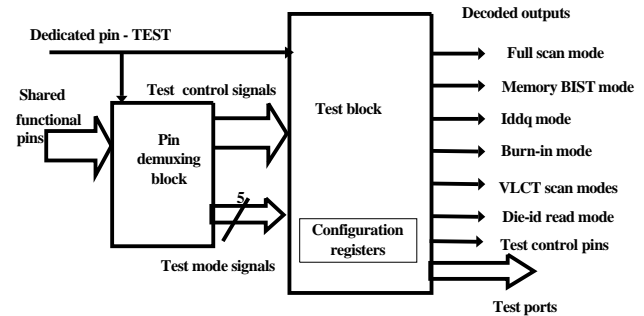 Decoded outputs
Dedicated pin - TEST
Full scan mode
Shared
functional
pins
Test control signals
Test block
Memory BIST mode
Iddq mode
Pin
demuxing
block
Burn-in mode
VLCT scan modes
5
Die-id read mode
Configuration
registers
Test control pins
Test mode signals
Test ports